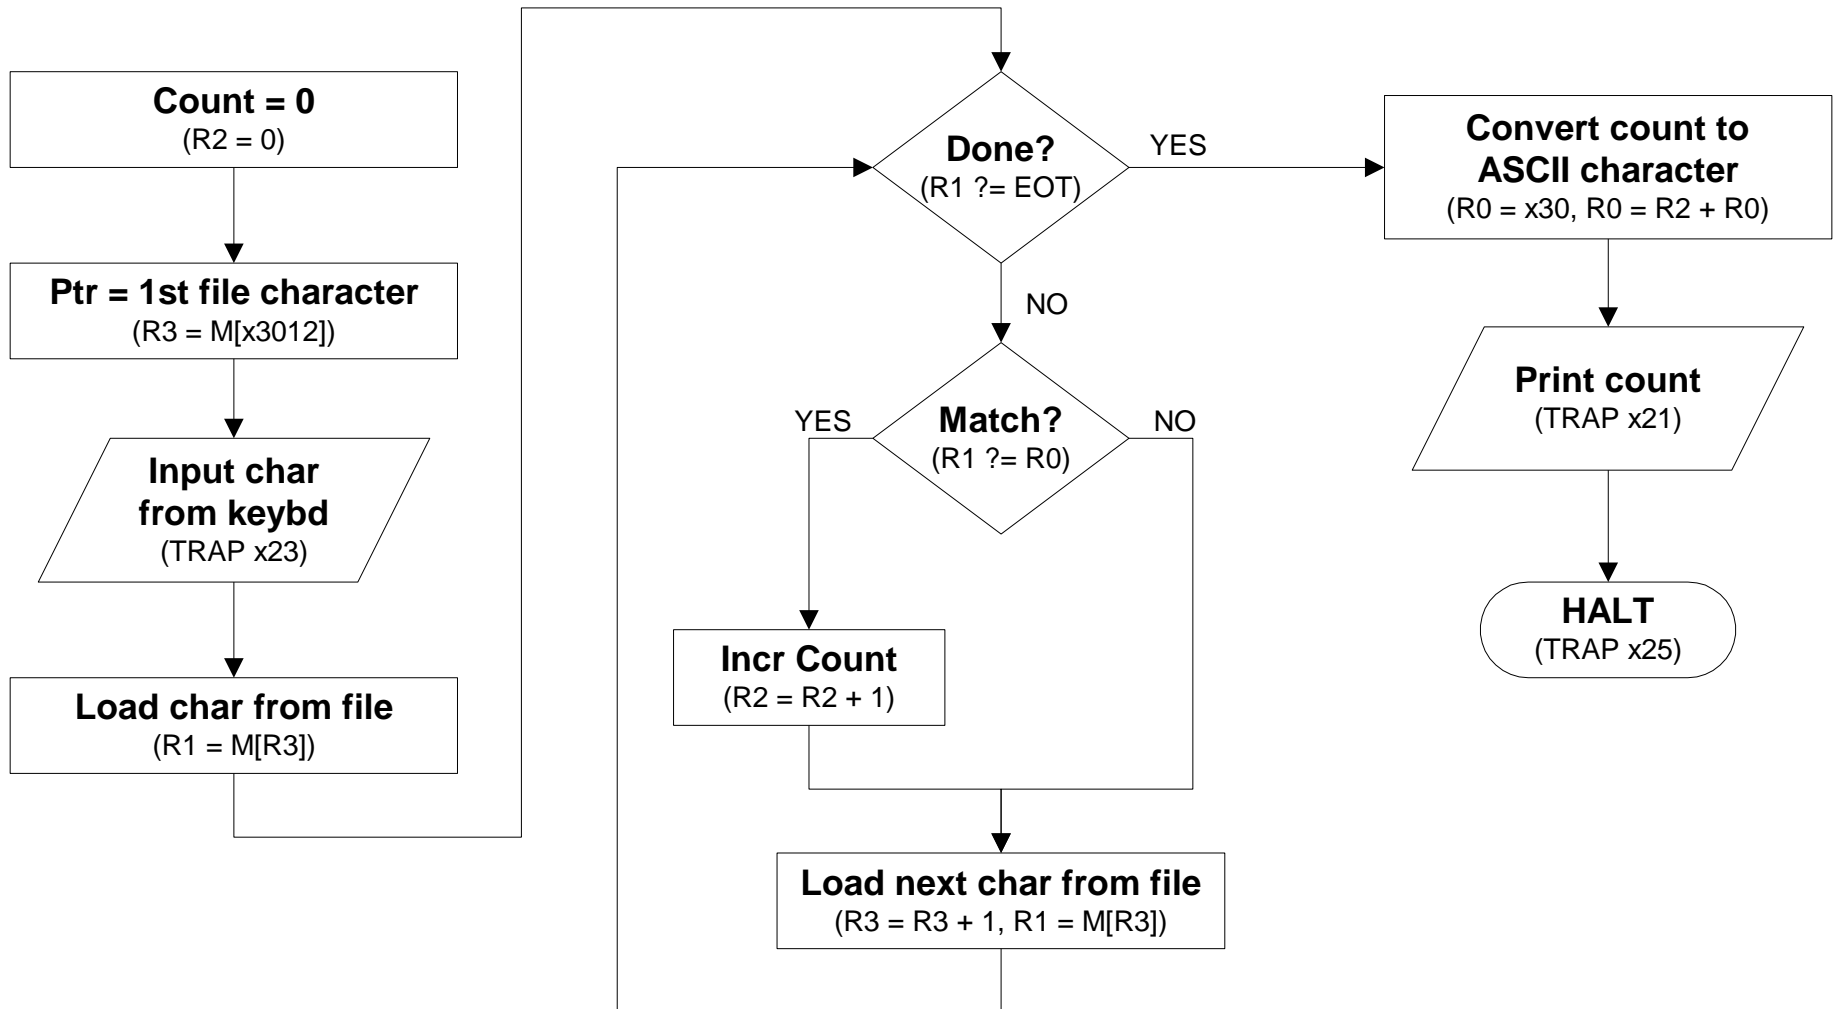 Count = 0
(R2 = 0)
Ptr = 1st file character
(R3 = M[x3012])
Input char
from keybd
(TRAP x23)
Load char from file
(R1 = M[R3])
Done?
(R1 ?= EOT)
YES
NO
Match?
(R1 ?= R0)
YES
NO
Incr Count
(R2 = R2 + 1)
Load next char from file
(R3 = R3 + 1, R1 = M[R3])
Convert count to
ASCII character
(R0 = x30, R0 = R2 + R0)
Print count
(TRAP x21)
HALT
(TRAP x25)